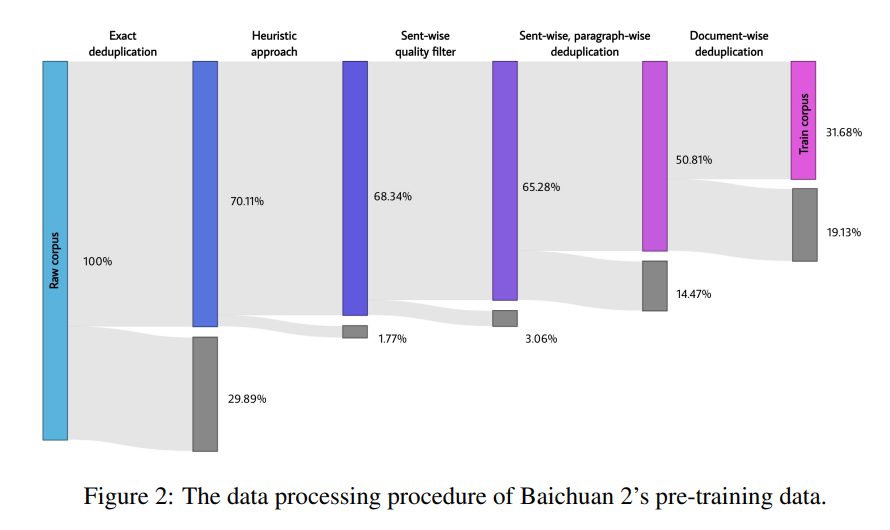 Exact
deduplication
Heuristic
approach
Sent-wise
quality filter
Sent-wise, paragraph-wise
deduplication
Document-wise
deduplication
Raw corpus
100%
70.11%
29.89%
68.34%
1.77%
65.28%
3.06%
50.81%
14.47%
Train corpus
31.68%
19.13%
Figure 2: The data processing procedure of Baichuan 2's pre-training data.